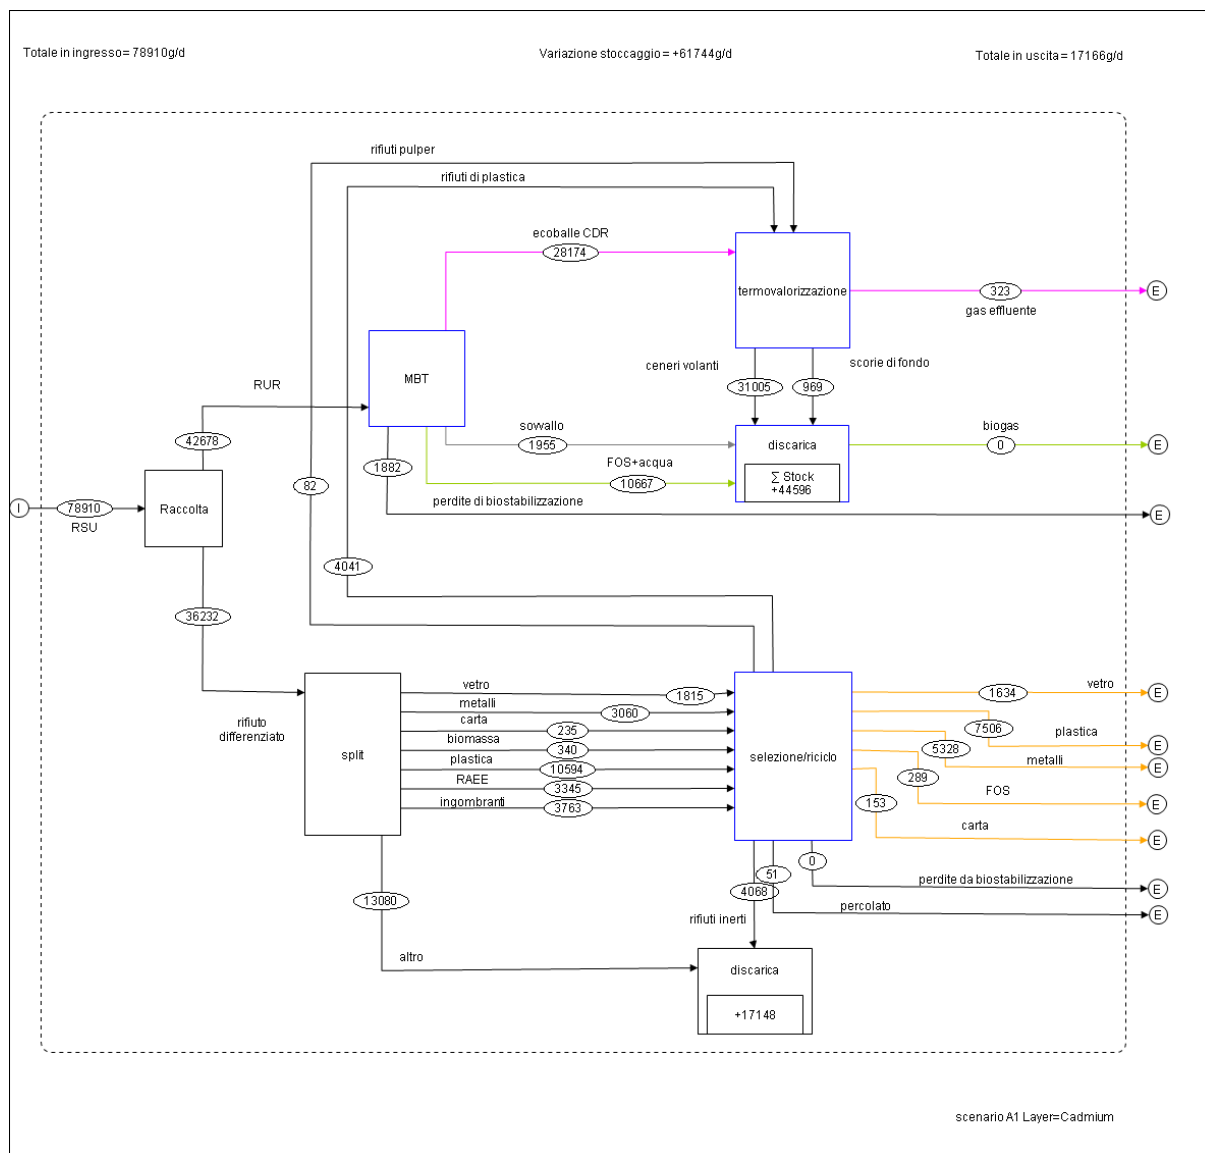 Totale in ingresso= 78910g/d
Variazione stoccaggio = +61744g/d
Totale in uscita= 17166g/d
rifiuti pulper
rifiuti di plastica
ecoballe CDR
28174
termovalorizzazione
323
E
gas effluente
ceneri volanti
scorie di fondo
31005
969
MBT
RUR
42678
sovvallo
1955
discarica
biogas
0
E
1882
FOS+acqua
10667
∑ Stock
+44596
82
perdite di biostabilizzazione
E
I
78910
RSU
Raccolta
4041
36232
rifiuto
differenziato
split
vetro
1815
metalli
3060
carta
235
biomassa
340
plastica
10594
RAEE
3345
ingombranti
3763
selezione/riciclo
1634
vetro
E
7506
plastica
E
5328
metalli
E
289
FOS
E
153
carta
E
0
perdite da biostabilizzazione
E
51
percolato
E
4068
rifiuti inerti
13080
altro
discarica
+17148
scenario A1 Layer=Cadmium